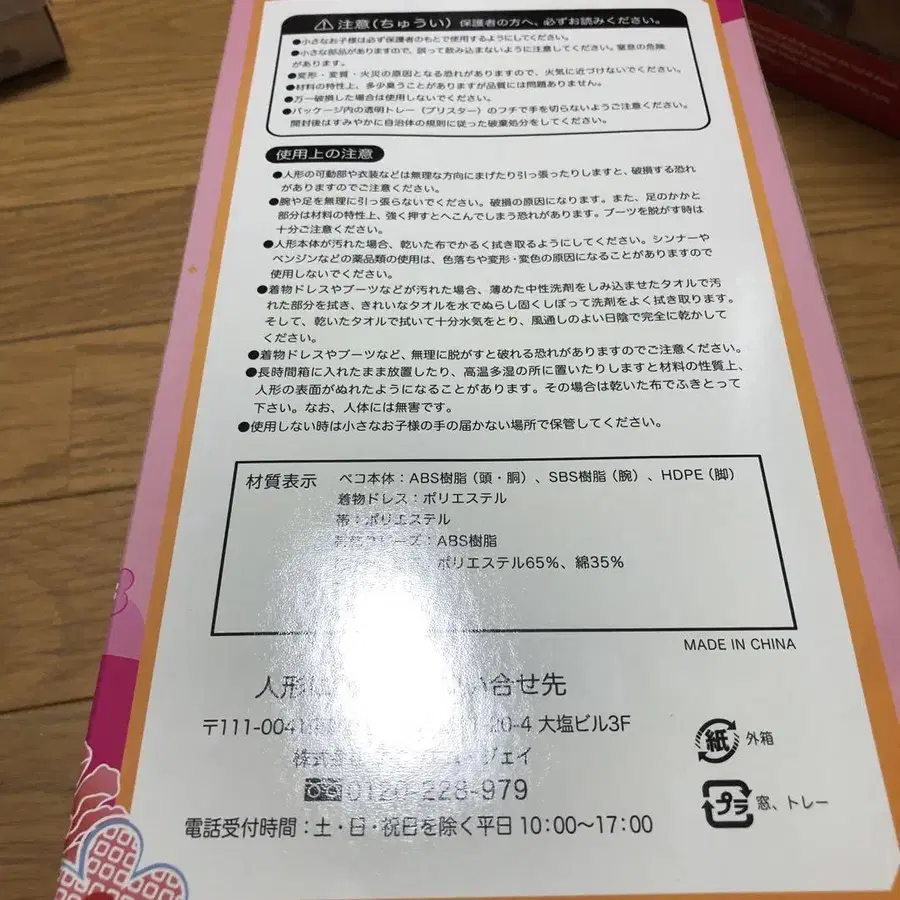 ⚠ 注意(ちゅうい) 保護者の方へ、必ずお読みください。
●小さなお子様は必ず保護者のもとで使用するようにしてください。
●小さな部品がありますので、誤って飲み込まないように注意してください。窒息の危険
があります。
●変形・変質・火災の原因となる恐れがありますので、火気に近づけないでください。
●材料の特性上、多少臭うことがありますが品質には問題ありません。
●万一破損した場合は使用しないでください。
●パッケージ内の透明トレー(ブリスター)のフチで手を切らないようご注意ください。
開封後はすみやかに自治体の規則に従った破棄処分をしてください。
使用上の注意
●人形の可動部や衣装などは無理な方向にまげたり引っ張ったりしますと、破損する恐れ
がありますのでご注意ください。
●腕や足を無理に引っ張らないでください。破損の原因になります。また、足のかかと
部分は材料の特性上、強く押すとへこんでしまう恐れがあります。ブーツを脱がす時は
十分ご注意ください。
●人形本体が汚れた場合、乾いた布でかるく拭き取るようにしてください。シンナーや
ベンジンなどの薬品類の使用は、色落ちや変形・変色の原因になることがありますので
使用しないでください。
●着物ドレスやブーツなどが汚れた場合、薄めた中性洗剤をしみ込ませたタオルで汚
れた部分を拭き、きれいなタオルを水でぬらし固くしぼって洗剤をよく拭き取ります。
そして、乾いたタオルで拭いて十分水気をとり、風通しのよい日陰で完全に乾かして
ください。
●着物ドレスやブーツなど、無理に脱がすと破れる恐れがありますのでご注意ください。
●長時間箱に入れたまま放置したり、高温多湿の所に置いたりしますと材料の性質上、
人形の表面がぬれたようになることがあります。その場合は乾いた布でふきとって
下さい。なお、人体には無害です。
●使用しない時は小さなお子様の手の届かない場所で保管してください。
材質表示
ペコ本体:ABS樹脂(頭・胴)、SBS樹脂(腕)、HDPE(脚)
着物ドレス:ポリエステル
帯:ポリエステル
ーズ:ABS樹脂
ポリエステル65%、綿35%
MADE IN CHINA
人形 い合せ先
〒111-0041 -20-4 大塩ビル3F
株式会 ジェイ
0120-228-979
電話受付時間:土・日・祝日を除く平日 10:00〜17:00
紙 外箱
プラ 窓、トレー